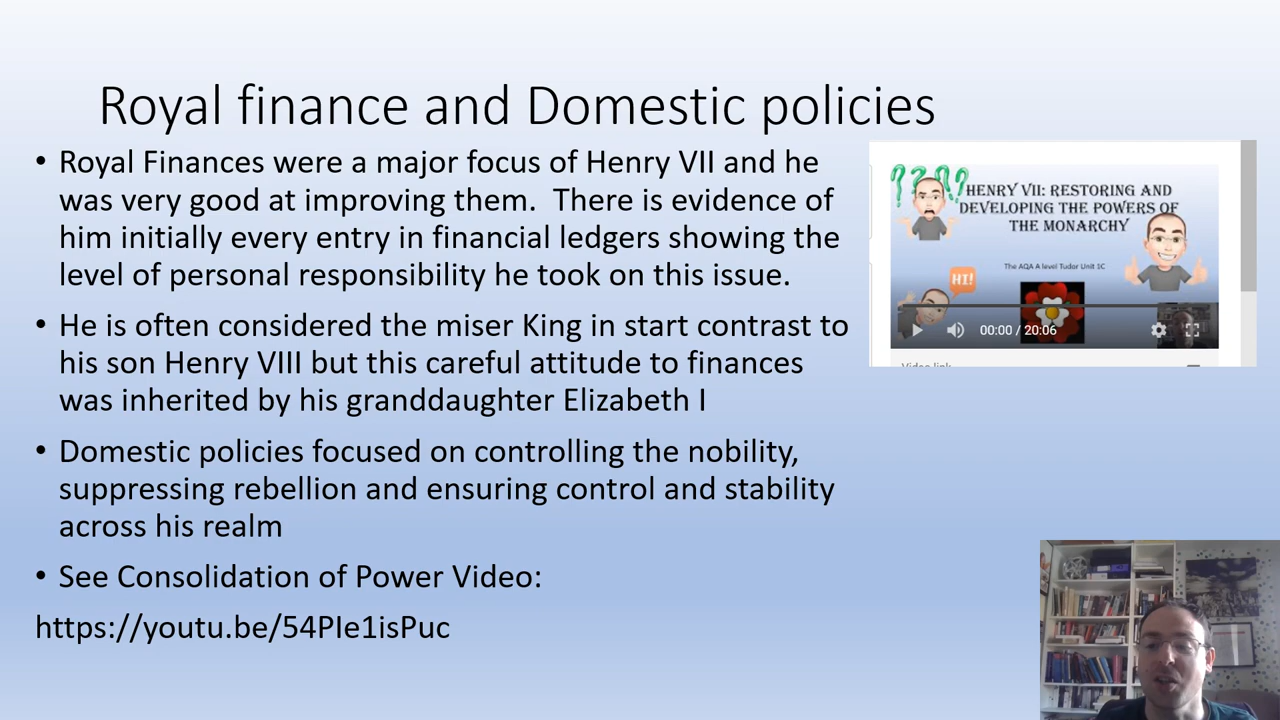 Royal finance and Domestic policies
• Royal Finances were a major focus of Henry VII and he
was very good at improving them.  There is evidence of
him initially every entry in financial ledgers showing the
level of personal responsibility he took on this issue.
• He is often considered the miser King in start contrast to
his son Henry VIII but this careful attitude to finances
was inherited by his granddaughter Elizabeth I
• Domestic policies focused on controlling the nobility,
suppressing rebellion and ensuring control and stability
across his realm
• See Consolidation of Power Video:
https://youtu.be/54PIe1isPuc
????
HENRY VII: RESTORING AND
DEVELOPING THE POWERS OF
THE MONARCHY
The AQA A level Tudor Unit 1C
HI!
00:00 / 20:06
Video link